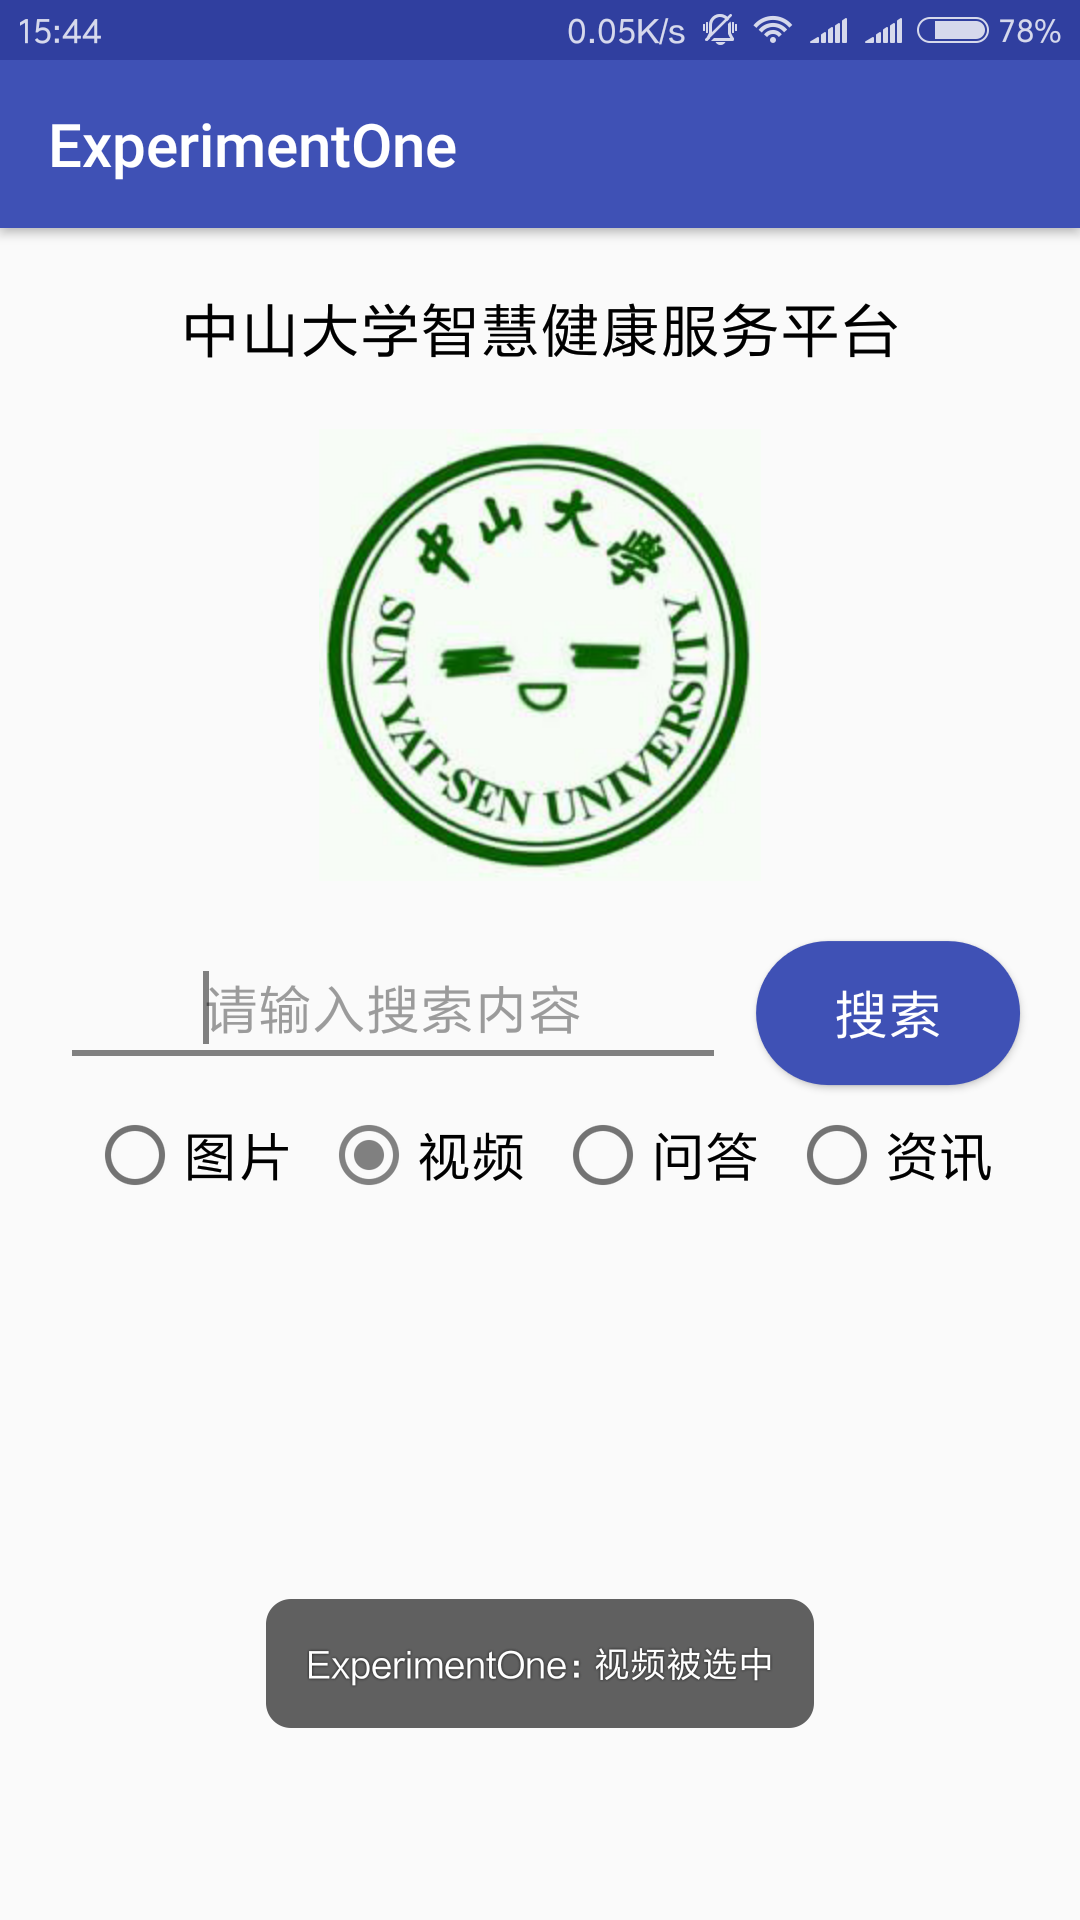 15:44 0.05K/s 78%
ExperimentOne
中山大学智慧健康服务平台
中山大學
SUN YAT-SEN UNIVERSITY
请输入搜索内容 搜索
图片 视频 问答 资讯
ExperimentOne: 视频被选中